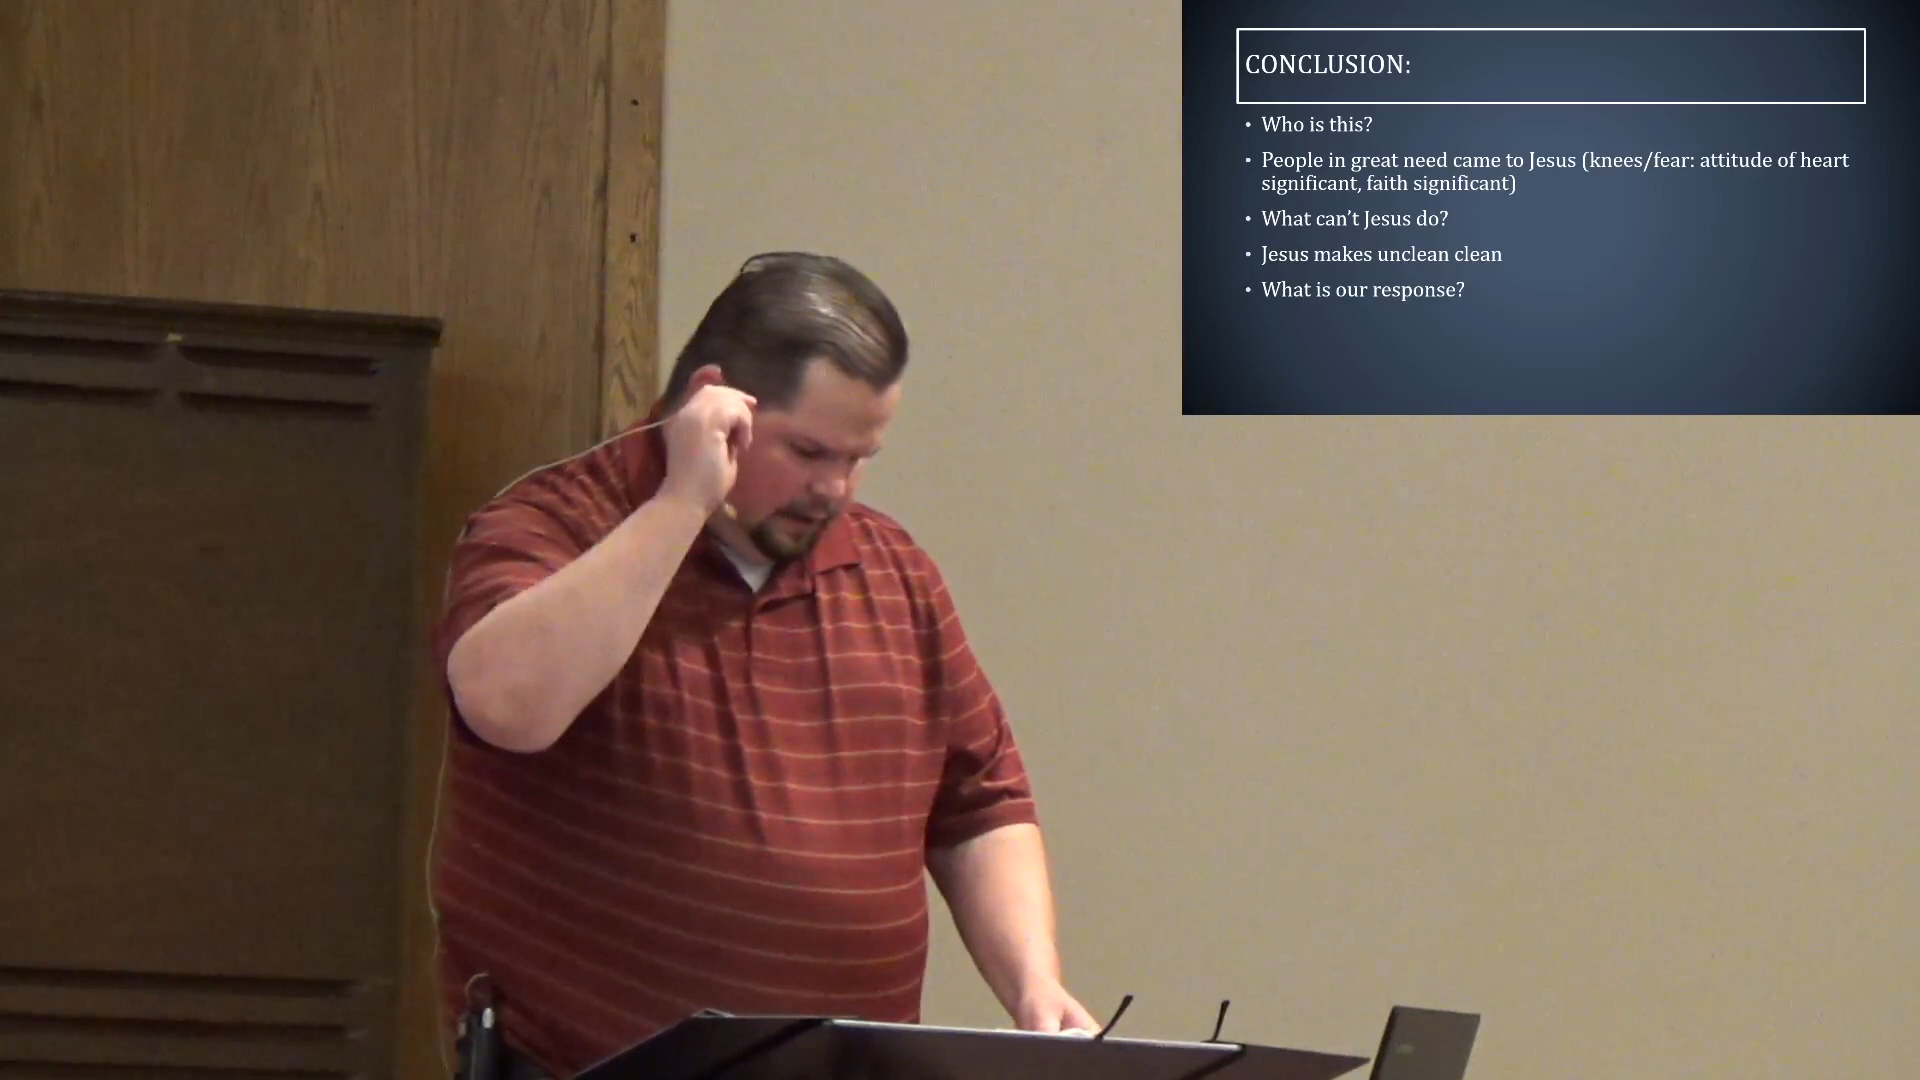 CONCLUSION:
• Who is this?
• People in great need came to Jesus (knees/fear: attitude of heart
significant, faith significant)
• What can't Jesus do?
• Jesus makes unclean clean
• What is our response?